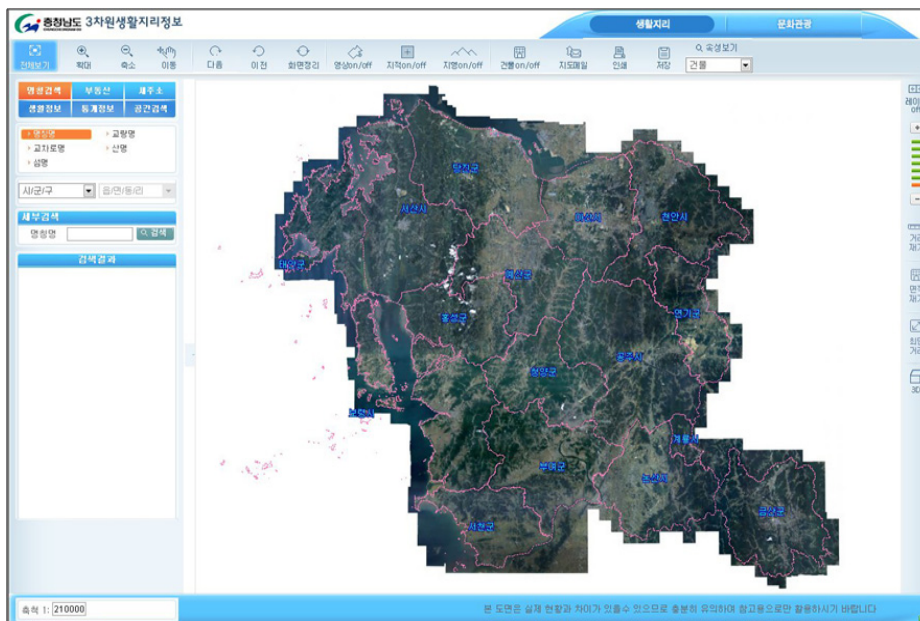 충청남도 3차원생활지리정보
생활지리 문화관광
전체보기 확대 축소 이동 다음 이전 화면정리 영상on/off 지적on/off 지명on/off 건물on/off 지도메일 인쇄 저장
속성보기
건물
명칭검색 부동산 새주소
생활정보 통계정보 공간검색
명칭명 교량명
교차로명 산명
섬명
시/군/구 읍/면/동/리
세부검색
명칭명 검색
검색결과
당진군
서산시
아산시
천안시
태안군
예산군
홍성군
연기군
공주시
청양군
보령시
계룡시
부여군
논산시
금산군
서천군
off
3D
축척 1: 210000
본 도면은 실제 현황과 차이가 있을수 있으므로 충분히 유의하여 참고용으로만 활용하시기 바랍니다